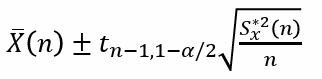 X̄(n) ± t_{n−1,1−α/2} √(S_x^{*2}(n)/n)